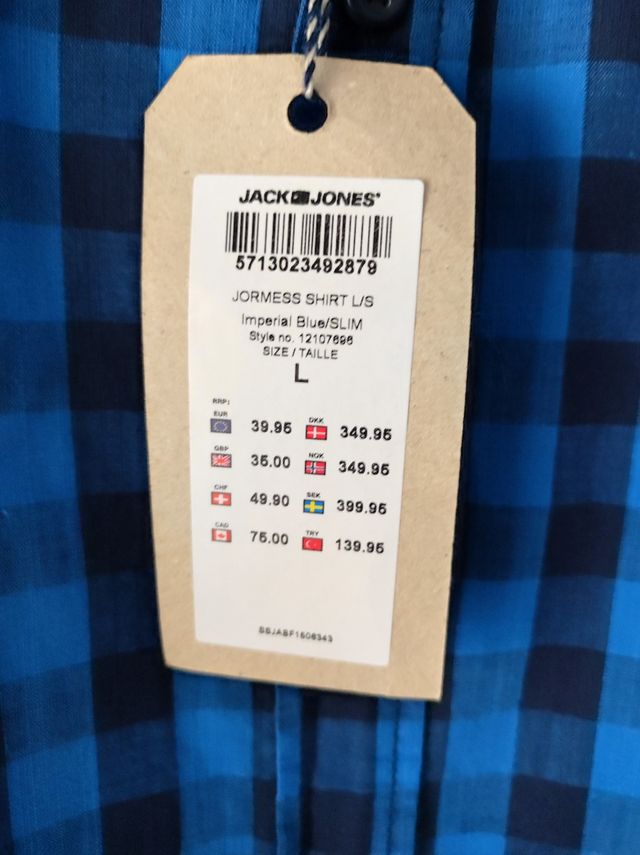 JACK JONES
5713023492879
JORMESS SHIRT L/S
Imperial Blue/SLIM
Style no. 12107696
SIZE / TAILLE
L
RRP:
EUR 39.95 DKK 349.95
GBP 35.00 NOK 349.95
CHF 49.90 SEK 399.95
CAD 75.00 TRY 139.95